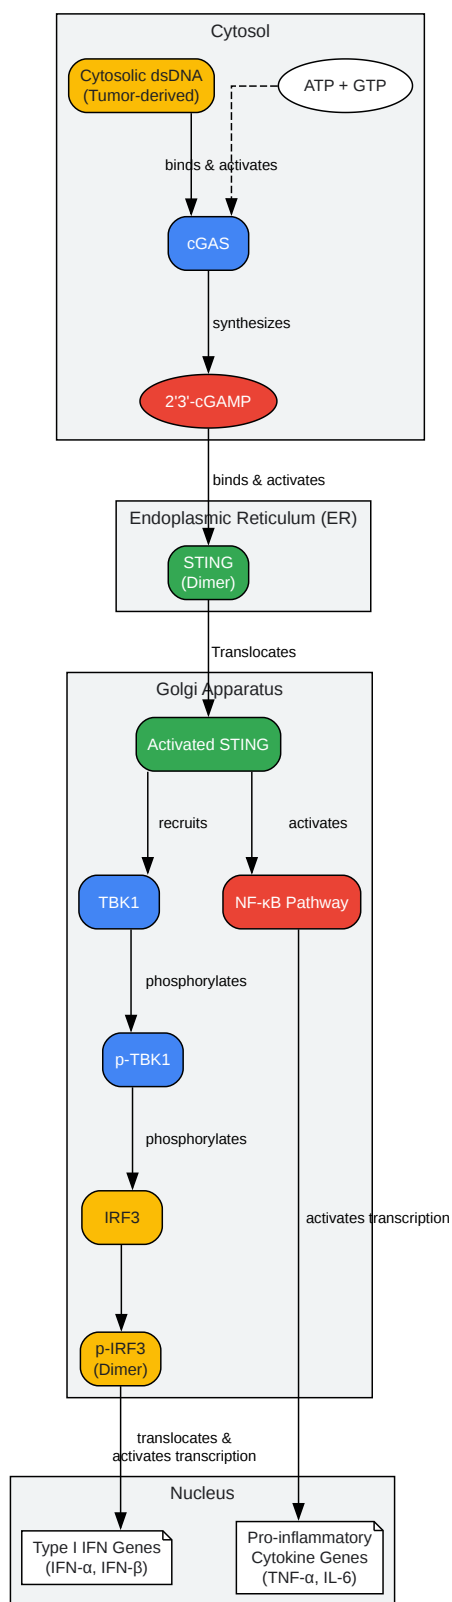 Cytosol
Cytosolic dsDNA
(Tumor-derived)
ATP + GTP
binds & activates
cGAS
synthesizes
2'3'-cGAMP
binds & activates
Endoplasmic Reticulum (ER)
STING
(Dimer)
Translocates
Golgi Apparatus
Activated STING
recruits
activates
TBK1
NF-κB Pathway
phosphorylates
p-TBK1
phosphorylates
IRF3
activates transcription
p-IRF3
(Dimer)
translocates &
activates transcription
Nucleus
Type I IFN Genes
(IFN-α, IFN-β)
Pro-inflammatory
Cytokine Genes
(TNF-α, IL-6)